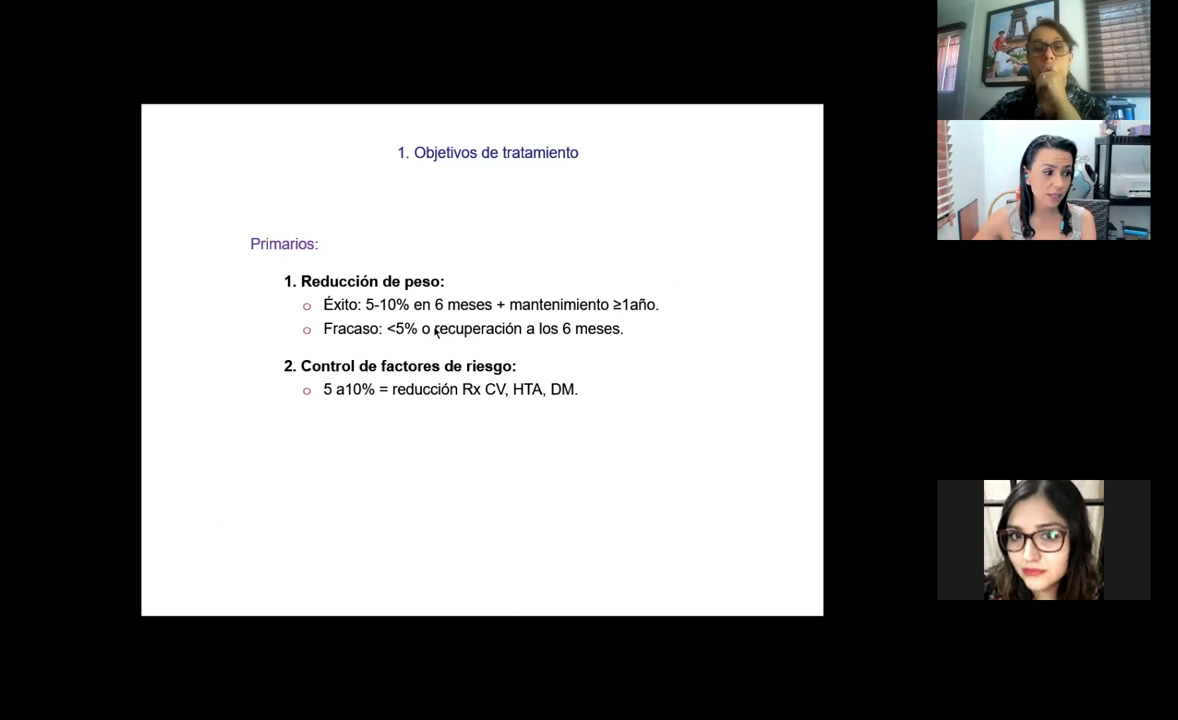 1. Objetivos de tratamiento
Primarios:
1. Reducción de peso:
o Éxito: 5-10% en 6 meses + mantenimiento ≥1año.
o Fracaso: <5% o recuperación a los 6 meses.
2. Control de factores de riesgo:
o 5 a10% = reducción Rx CV, HTA, DM.